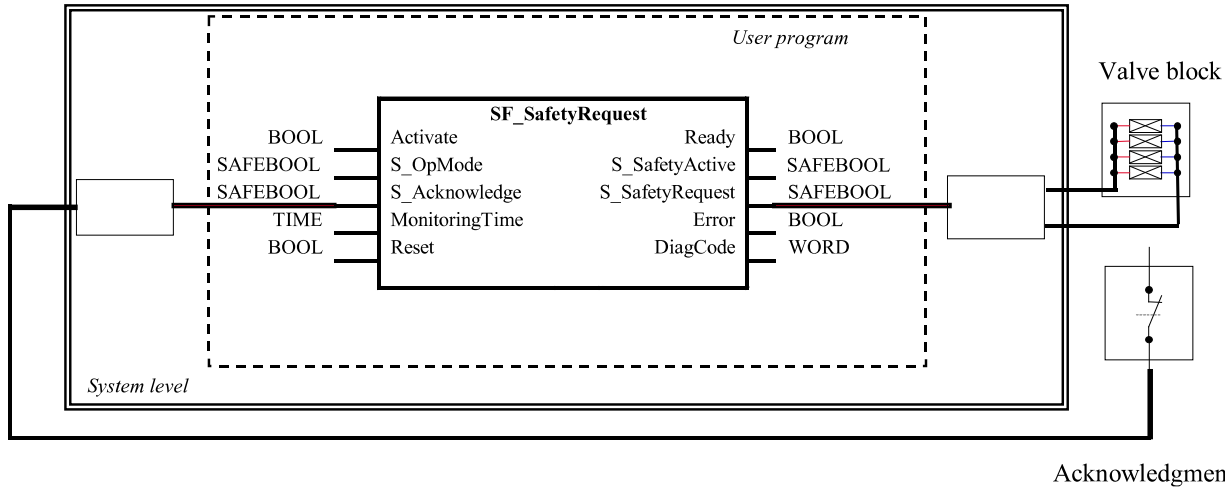 User program
Valve block
SF_SafetyRequest
BOOL Activate Ready BOOL
SAFEBOOL S_OpMode S_SafetyActive SAFEBOOL
SAFEBOOL S_Acknowledge S_SafetyRequest SAFEBOOL
TIME MonitoringTime Error BOOL
BOOL Reset DiagCode WORD
System level
Acknowledgmen